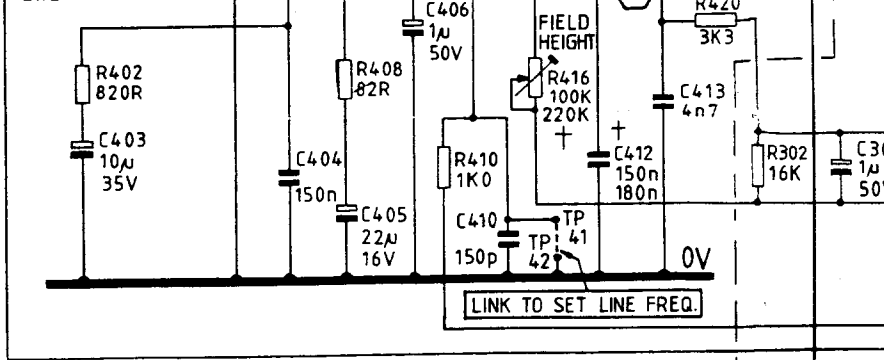 C406
1µ
50V
FIELD
HEIGHT
R420
3K3
R402
820R
R408
82R
R416
100K
220K
C413
4n7
C403
10µ
35V
C404
150n
R410
1K0
C412
150n
180n
R302
16K
1µ
C405
22µ
16V
C410
150p
TP
41
TP
42
0V
LINK TO SET LINE FREQ.